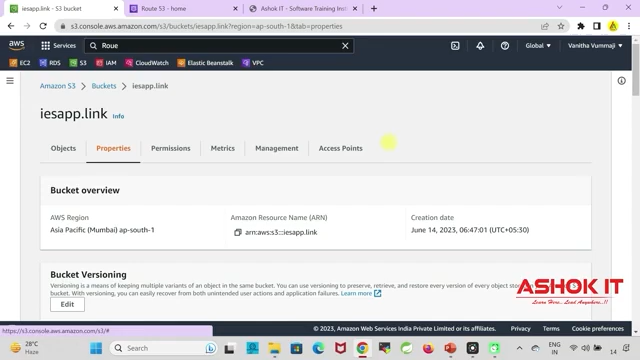 iesapp.link - S3 bucket
Route 53 - home
Ashok IT - Software Training Inst
s3.console.aws.amazon.com/s3/buckets/iesapp.link?region=ap-south-1&tab=properties
aws
Services
Roue
Global
Vanitha Vummaji
EC2
RDS
S3
IAM
CloudWatch
Elastic Beanstalk
VPC
Amazon S3
Buckets
iesapp.link
iesapp.link Info
Objects
Properties
Permissions
Metrics
Management
Access Points
Bucket overview
AWS Region
Amazon Resource Name (ARN)
Creation date
Asia Pacific (Mumbai) ap-south-1
arn:aws:s3:::iesapp.link
June 14, 2023, 06:47:01 (UTC+05:30)
Bucket Versioning
Versioning is a means of keeping multiple variants of an object in the same bucket. You can use versioning to preserve, retrieve, and restore every version of every object
bucket. With versioning, you can easily recover from both unintended user actions and application failures. Learn more
Edit
ASHOK IT
Learn Here.. Lead Anywhere..!!
https://s3.console.aws.amazon.com/s3/#
© 2023, Amazon Web Services India Private Limited or its affiliates.
Privacy
Terms
Cookie preferences
28°C
Haze
Search
ENG
IN
14